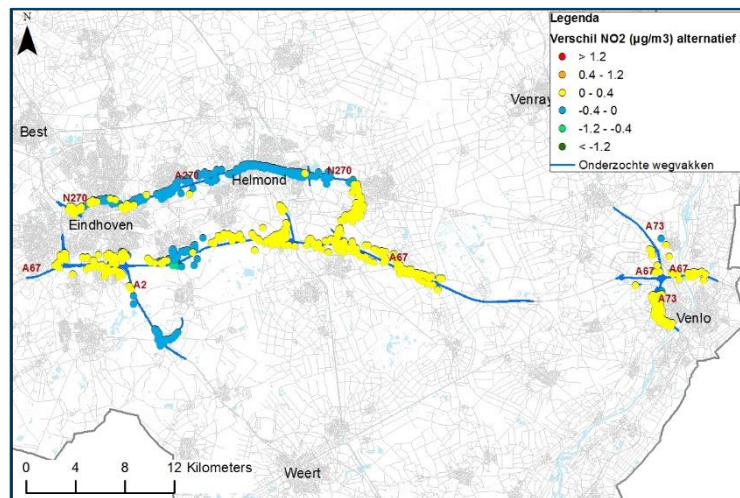 N
Legenda
Verschil NO2 (µg/m3) alternatief
> 1.2
0.4 - 1.2
0 - 0.4
-0.4 - 0
-1.2 - -0.4
< -1.2
Onderzochte wegvakken
Venray
Best
A270
Helmond
N270
N270
Eindhoven
A67
A2
A67
A73
A67
A67
A73
Venlo
0 4 8 12 Kilometers
Weert